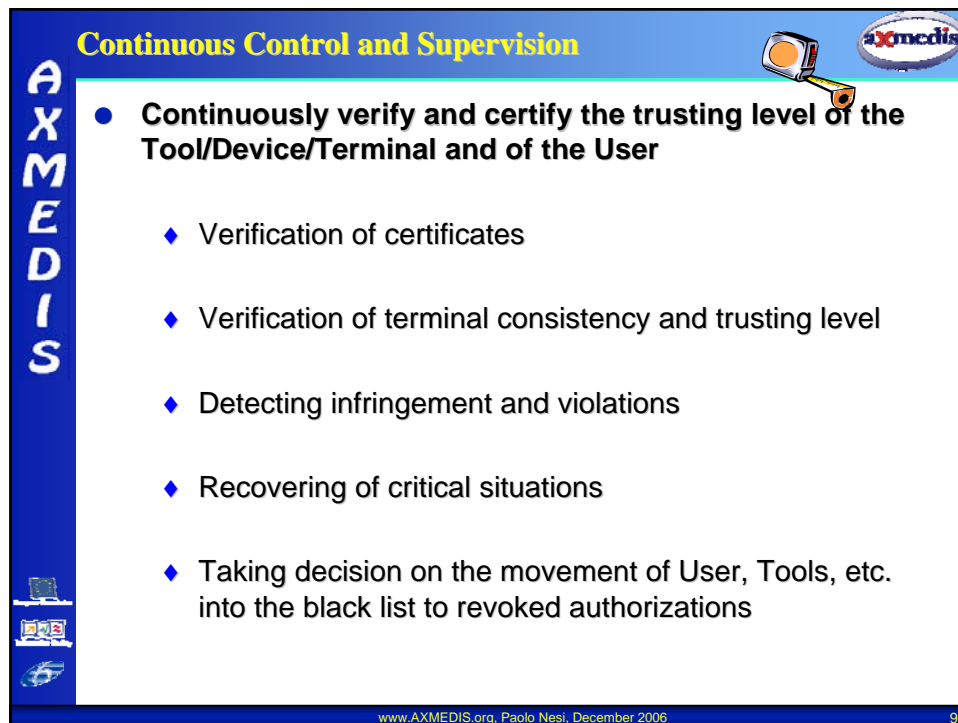 Continuous Control and Supervision
axmedis
AXMEDIS
Continuously verify and certify the trusting level of the
Tool/Device/Terminal and of the User
Verification of certificates
Verification of terminal consistency and trusting level
Detecting infringement and violations
Recovering of critical situations
Taking decision on the movement of User, Tools, etc.
into the black list to revoked authorizations
www.AXMEDIS.org, Paolo Nesi, December 2006
9